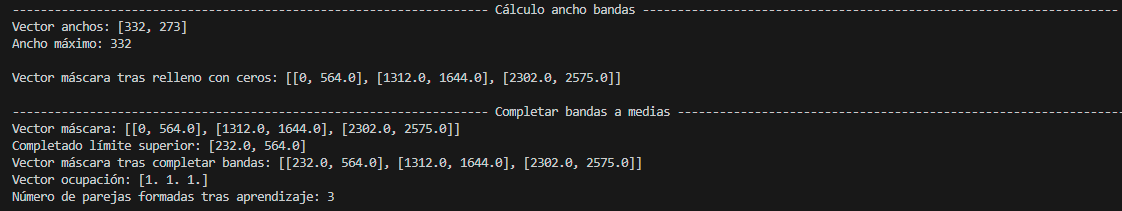 -------------------------------------------------------------------- Cálculo ancho bandas --------------------------------------------------------------------
Vector anchos: [332, 273]
Ancho máximo: 332
Vector máscara tras relleno con ceros: [[0, 564.0], [1312.0, 1644.0], [2302.0, 2575.0]]
-------------------------------------------------------------------- Completar bandas a medias --------------------------------------------------------------------
Vector máscara: [[0, 564.0], [1312.0, 1644.0], [2302.0, 2575.0]]
Completado límite superior: [232.0, 564.0]
Vector máscara tras completar bandas: [[232.0, 564.0], [1312.0, 1644.0], [2302.0, 2575.0]]
Vector ocupación: [1. 1. 1.]
Número de parejas formadas tras aprendizaje: 3